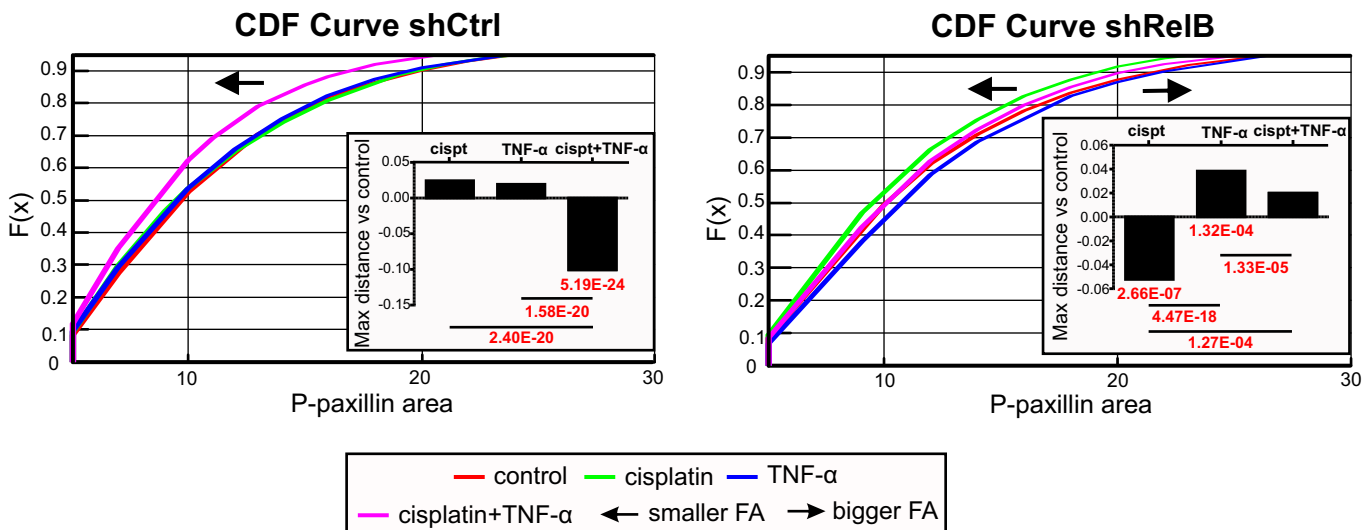 CDF Curve shCtrl
F(x)
0.9
0.8
0.7
0.6
0.5
0.4
0.3
0.2
0.1
0
10
20
30
P-paxillin area
Max distance vs control
cispt TNF-α cispt+TNF-α
0.05
0.00
-0.05
-0.10
-0.15
5.19E-24
1.58E-20
2.40E-20
CDF Curve shRelB
F(x)
0.9
0.8
0.7
0.6
0.5
0.4
0.3
0.2
0.1
0
10
20
30
P-paxillin area
Max distance vs control
cispt TNF-α cispt+TNF-α
0.06
0.04
0.02
0.00
-0.02
-0.04
-0.06
1.32E-04
1.33E-05
2.66E-07
4.47E-18
1.27E-04
control cisplatin TNF-α
cisplatin+TNF-α smaller FA bigger FA